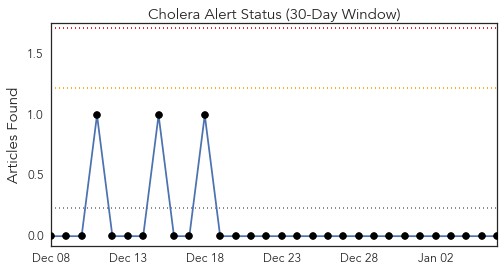 Cholera Alert Status (30-Day Window)
Articles Found
1.5
1.0
0.5
0.0
Dec 08 Dec 13 Dec 18 Dec 23 Dec 28 Jan 02